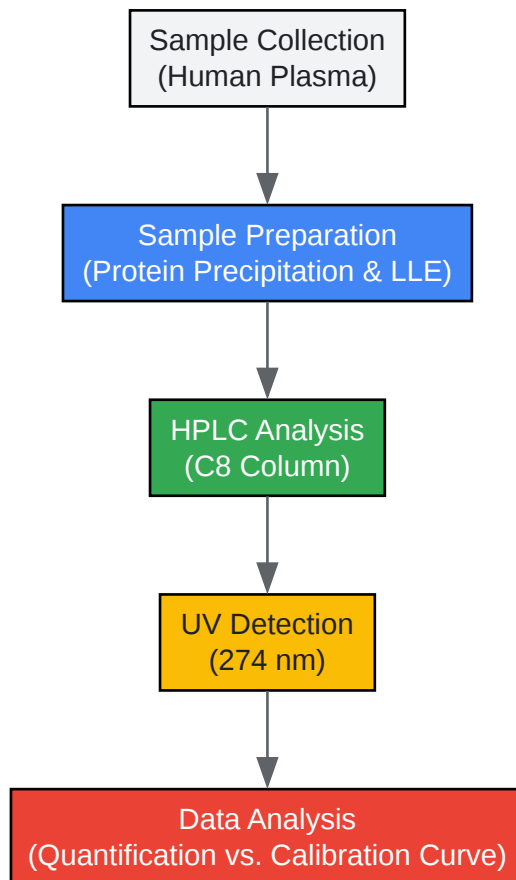 Sample Collection
(Human Plasma)
Sample Preparation
(Protein Precipitation & LLE)
HPLC Analysis
(C8 Column)
UV Detection
(274 nm)
Data Analysis
(Quantification vs. Calibration Curve)